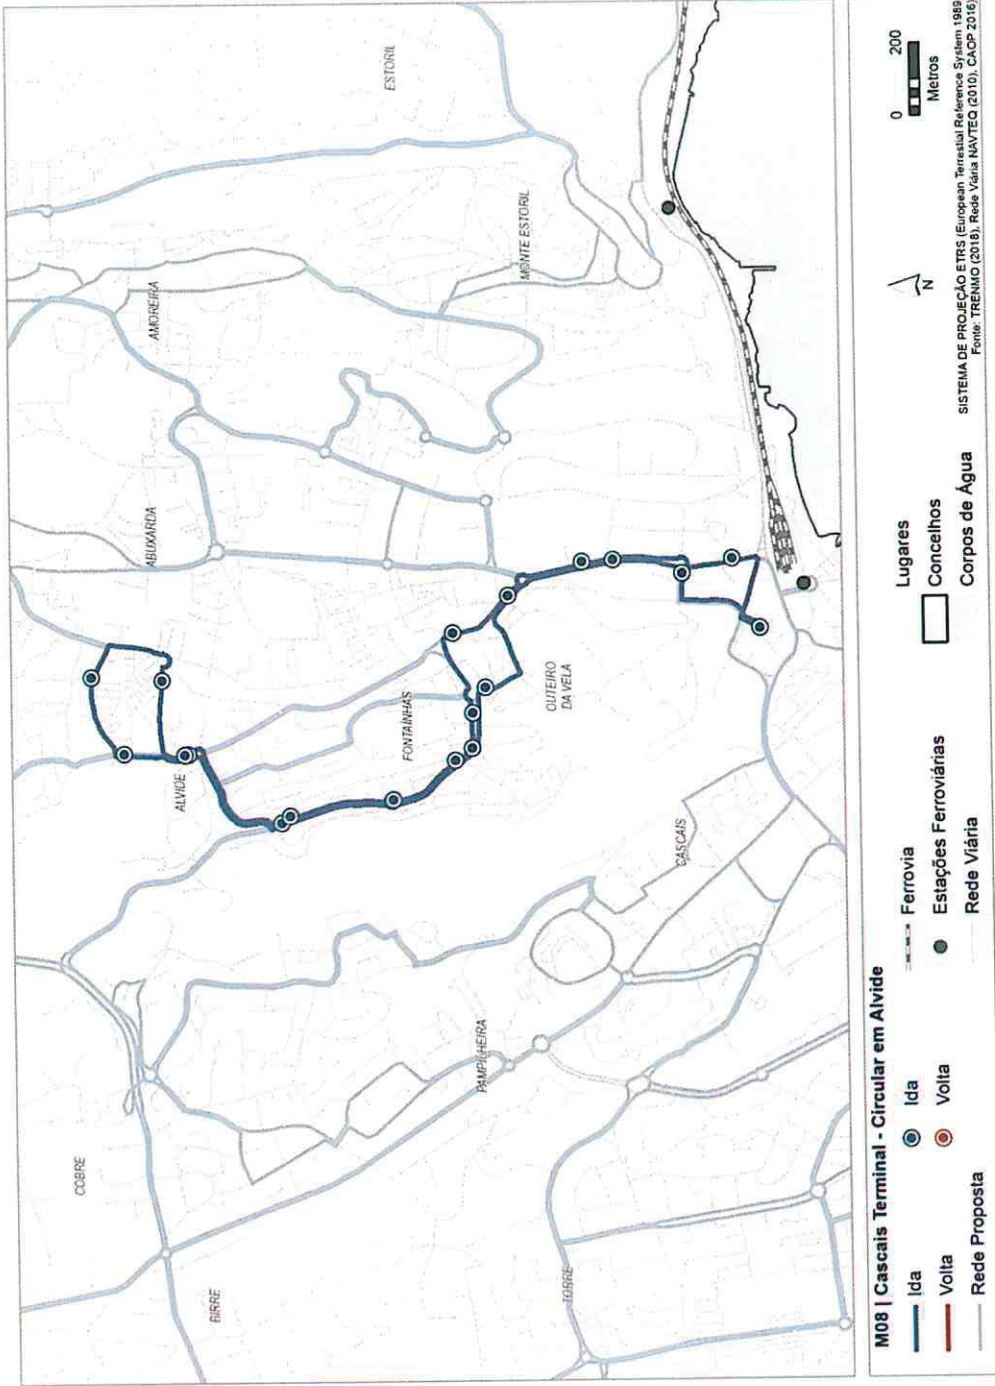 ESTORIL
AMOREIRA
MONTE ESTORIL
ABUXARDA
FONTAÍNHAS
OUTEIRO
DA VELA
ALVIDE
CASCAIS
COBRE
PAMPILHEIRA
BIRRE
TORRE
M08 | Cascais Terminal - Circular em Alvide
Ida
Volta
Rede Proposta
Ida
Volta
Ferrovia
Estações Ferroviárias
Rede Viária
Lugares
Concelhos
Corpos de Água
N
0 200
Metros
SISTEMA DE PROJEÇÃO ETRS (European Terrestrial Reference System 1989
Fonte: TRENMO (2018), Rede Viária NAVTEQ (2010), CAOP 2016)